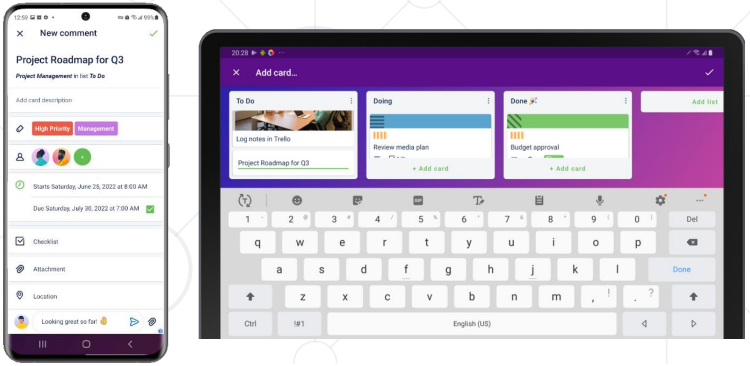 12:59
99%
New comment
Project Roadmap for Q3
Project Management in list To Do
Add card description
High Priority Management
Starts Saturday, June 25, 2022 at 8:00 AM
Due Saturday, July 30, 2022 at 7:00 AM
Checklist
Attachment
Location
Looking great so far! 👌
20:28
Add card...
To Do
Log notes in Trello
Project Roadmap for Q3
Doing
Review media plan
+ Add card
Done 🎉
Budget approval
+ Add card
Add list
GIF
1 2 @ 3 # 4 / 5 % 6 ^ 7 & 8 * 9 ( 0 ) Del
q w e r t y u i o p
a s d f g h j k l Done
z x c v b n m , ! . ?
Ctrl !#1 English (US)